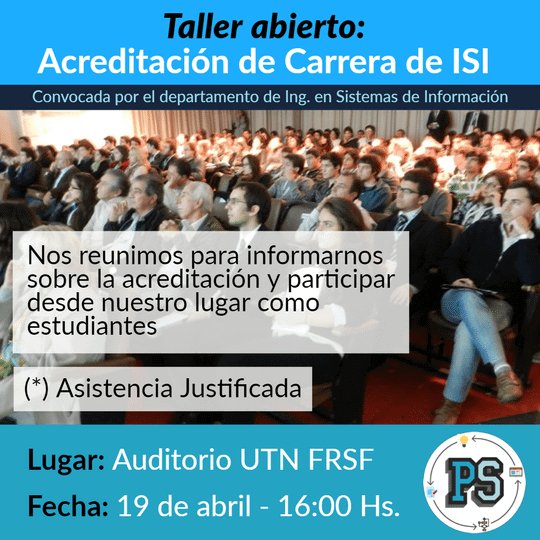 Taller abierto:
Acreditación de Carrera de ISI
Convocada por el departamento de Ing. en Sistemas de Información
Nos reunimos para informarnos
sobre la acreditación y participar
desde nuestro lugar como
estudiantes
(*) Asistencia Justificada
Lugar: Auditorio UTN FRSF
Fecha: 19 de abril - 16:00 Hs.
PS